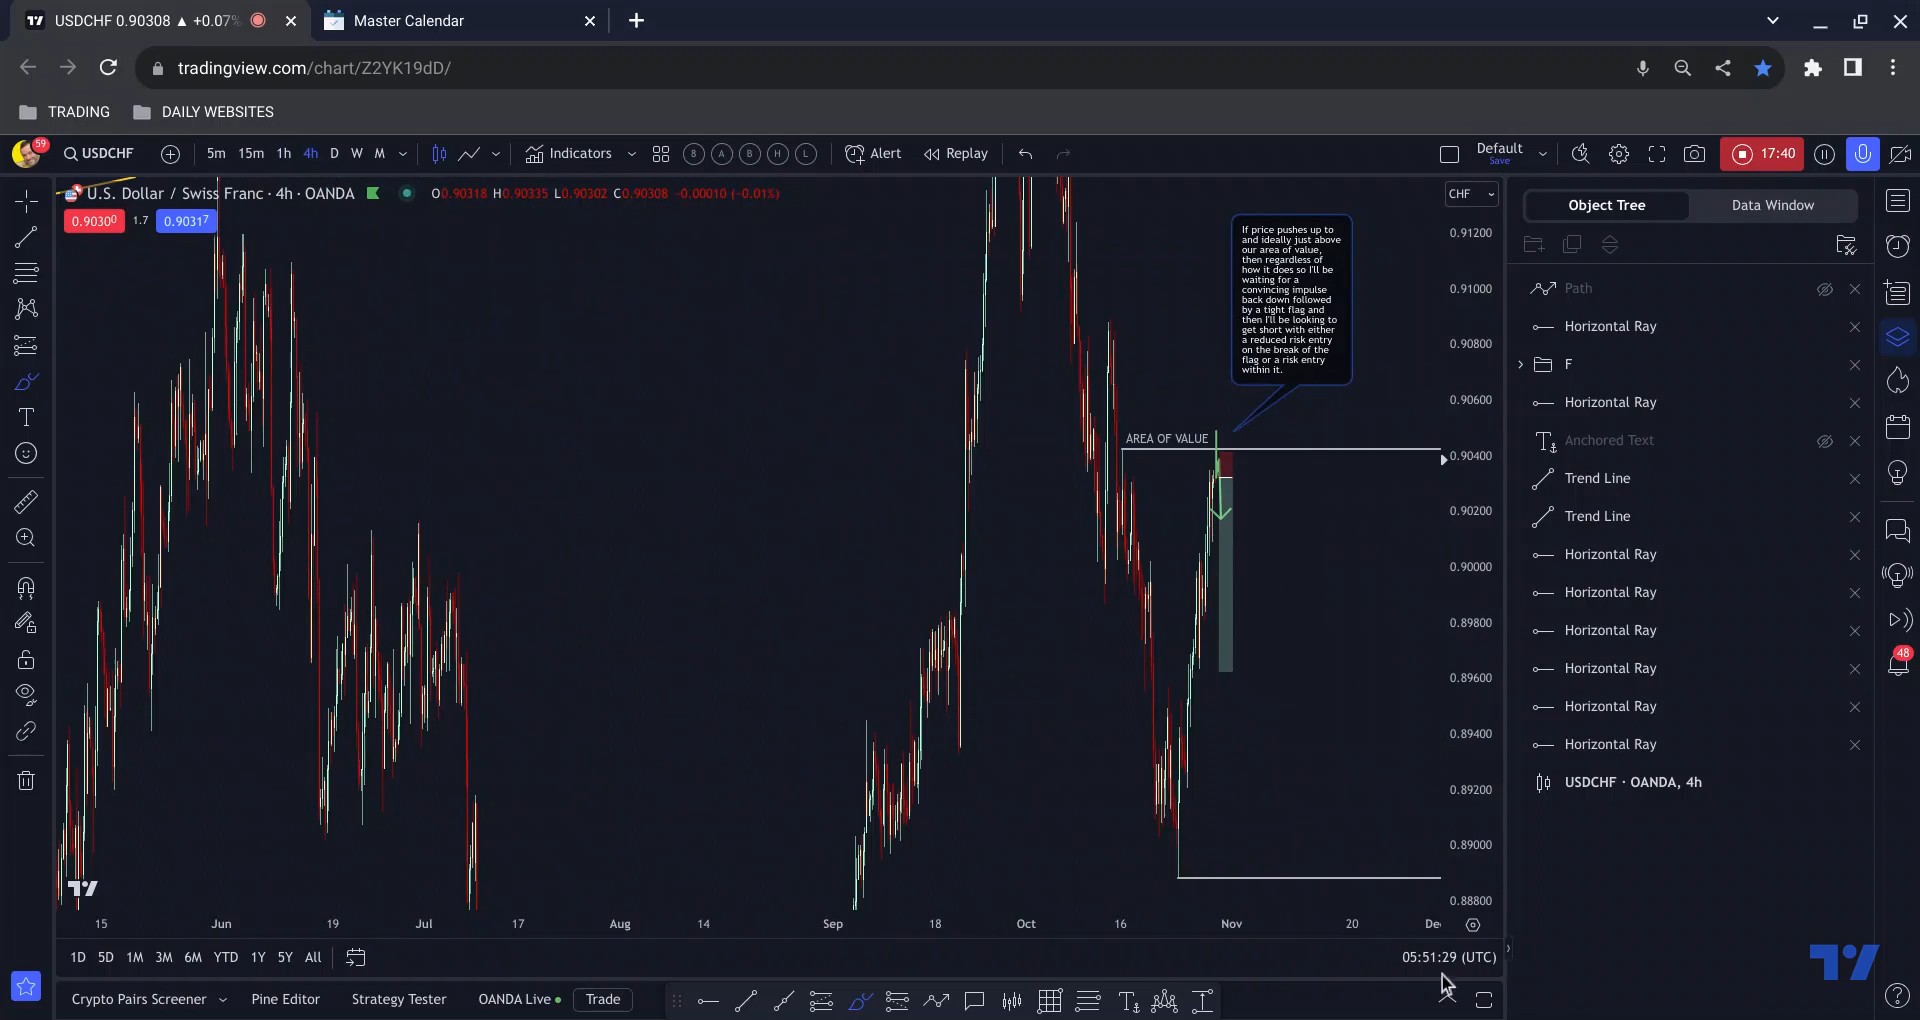 USDCHF 0.90308 ▲ +0.07%
Master Calendar
tradingview.com/chart/Z2YK19dD/
TRADING
DAILY WEBSITES
59
USDCHF
5m 15m 1h 4h D W M
Indicators
8 A B H L
Alert
Replay
Default
Save
17:40
U.S. Dollar / Swiss Franc · 4h · OANDA
O0.90318 H0.90335 L0.90302 C0.90308 -0.00010 (-0.01%)
0.90300 1.7 0.90317
CHF
If price pushes up to
and ideally just above
our area of value,
then regardless of
how it does so I'll be
waiting for a
convincing impulse
back down followed
by a tight flag and
then I'll be looking to
get short with either
a reduced risk entry
on the break of the
flag or a risk entry
within it.
AREA OF VALUE
0.91200
0.91000
0.90800
0.90600
0.90400
0.90200
0.90000
0.89800
0.89600
0.89400
0.89200
0.89000
0.88800
15 Jun 19 Jul 17 Aug 14 Sep 18 Oct 16 Nov 20 De
1D 5D 1M 3M 6M YTD 1Y 5Y All
05:51:29 (UTC)
Crypto Pairs Screener
Pine Editor
Strategy Tester
OANDA Live
Trade
Object Tree
Data Window
Path
Horizontal Ray
F
Horizontal Ray
Anchored Text
Trend Line
Trend Line
Horizontal Ray
Horizontal Ray
Horizontal Ray
Horizontal Ray
Horizontal Ray
Horizontal Ray
USDCHF · OANDA, 4h
48